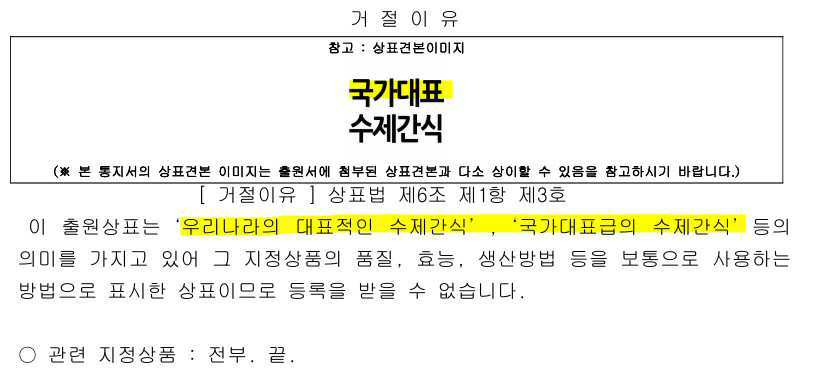 거 절 이 유
참고 : 상표견본이미지
국가대표
수제간식
(※ 본 통지서의 상표견본 이미지는 출원서에 첨부된 상표견본과 다소 상이할 수 있음을 참고하시기 바랍니다.)
[ 거절이유 ] 상표법 제6조 제1항 제3호
이 출원상표는 ‘우리나라의 대표적인 수제간식’, ‘국가대표급의 수제간식’ 등의
의미를 가지고 있어 그 지정상품의 품질, 효능, 생산방법 등을 보통으로 사용하는
방법으로 표시한 상표이므로 등록을 받을 수 없습니다.
○ 관련 지정상품 : 전부. 끝.